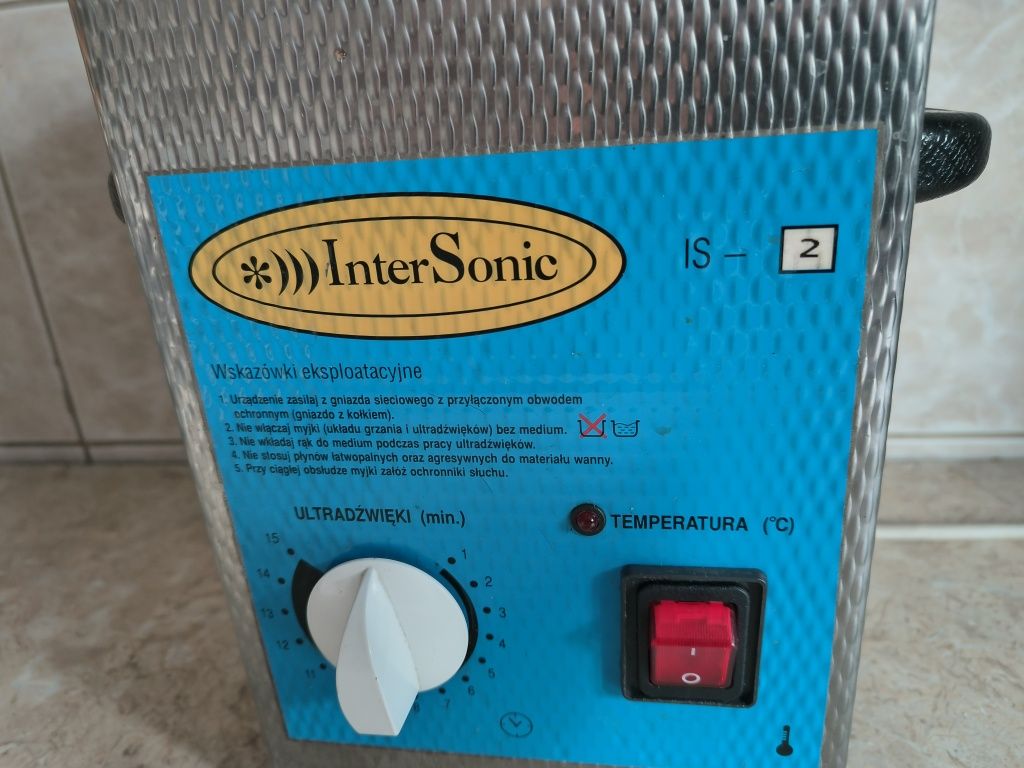 *)))InterSonic
IS – 2
Wskazówki eksploatacyjne
1. Urządzenie zasilaj z gniazda sieciowego z przyłączonym obwodem
ochronnym (gniazdo z kołkiem).
2. Nie włączaj myjki (układu grzania i ultradźwięków) bez medium.
3. Nie wkładaj rąk do medium podczas pracy ultradźwięków.
4. Nie stosuj płynów łatwopalnych oraz agresywnych do materiału wanny.
5. Przy ciągłej obsłudze myjki załóż ochronniki słuchu.
ULTRADŹWIĘKI (min.)
TEMPERATURA (°C)
15
1
14
2
13
3
12
4
11
5
6
7
I
O